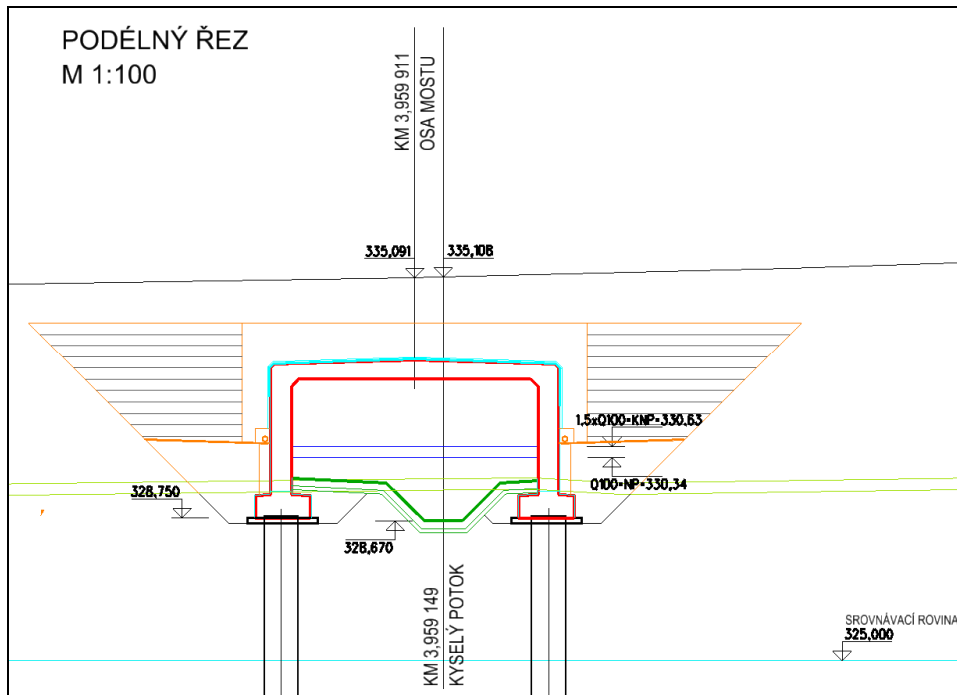 PODÉLNÝ ŘEZ
M 1:100
KM 3,959 911
OSA MOSTU
335,091
335,108
1,5xQ100=KNP=330,63
Q100=NP=330,34
328,750
328,670
KM 3,959 149
KYSELÝ POTOK
SROVNÁVACÍ ROVINA
325,000